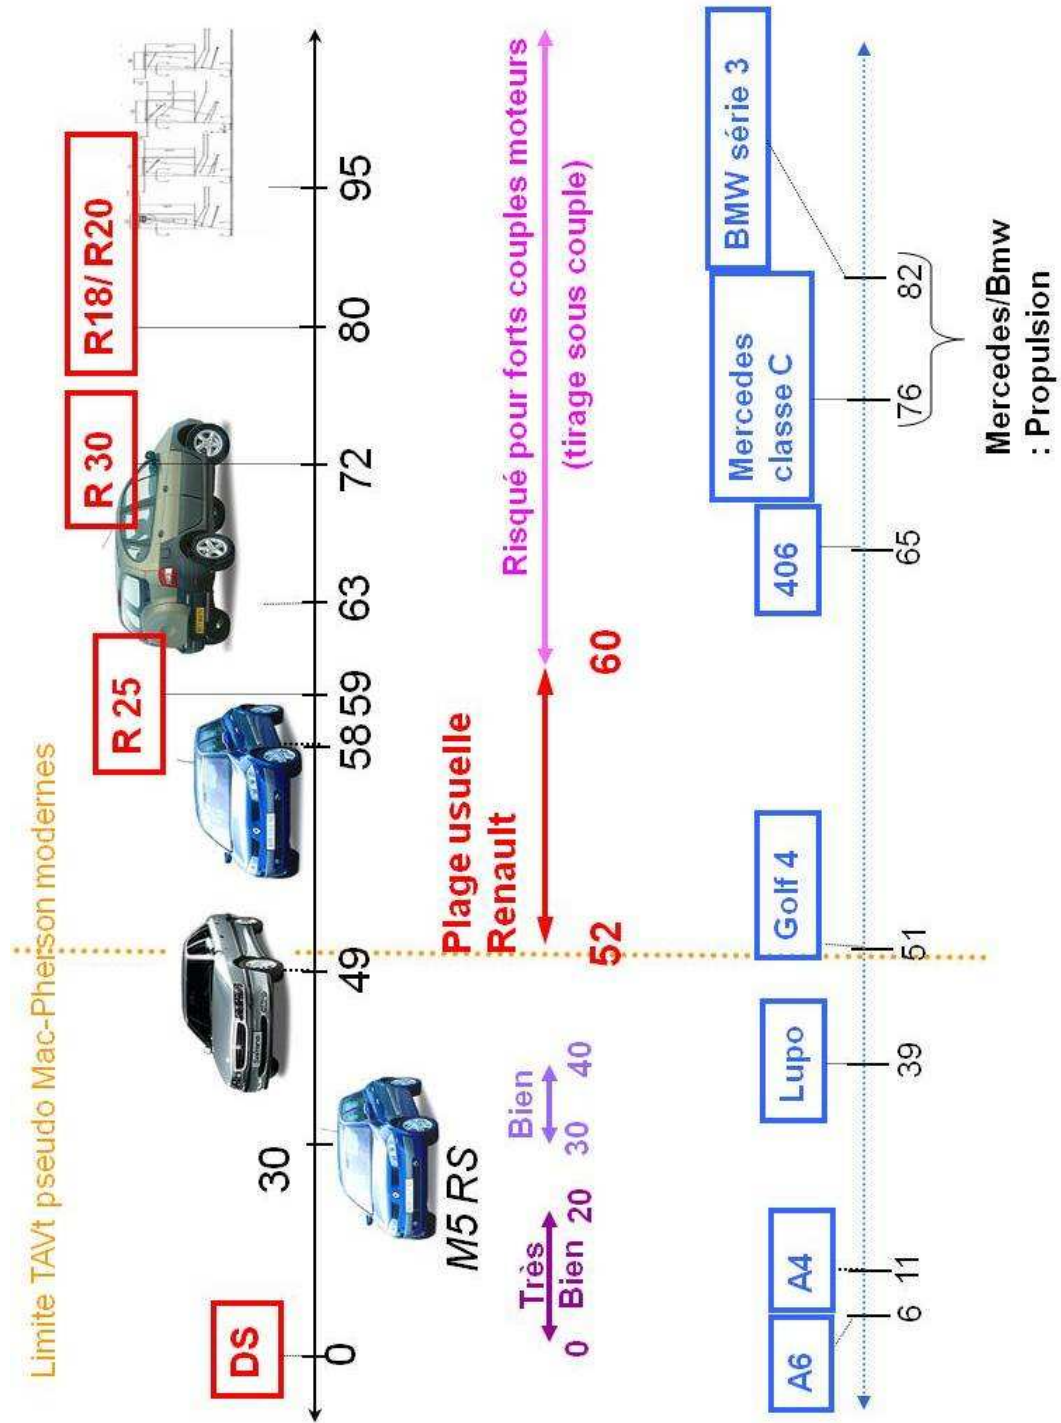 Limite TAVt pseudo Mac-Pherson modernes
DS
R 25
R 30
R18/ R20
0
30
49
58
59
63
72
80
95
M5 RS
Plage usuelle
Renault
Risqué pour forts couples moteurs
(tirage sous couple)
Très
Bien
0
20
Bien
30
40
52
60
A6
A4
Lupo
Golf 4
406
Mercedes
classe C
BMW série 3
6
11
39
51
65
76
82
Mercedes/Bmw
: Propulsion